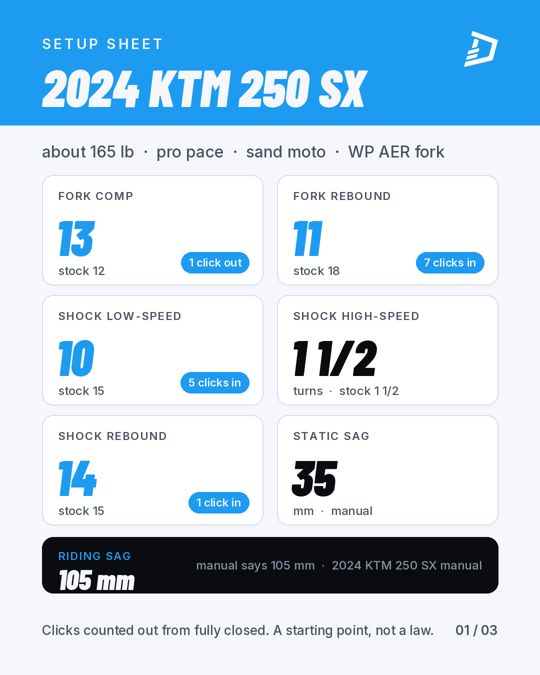 SETUP SHEET
2024 KTM 250 SX
about 165 lb · pro pace · sand moto · WP AER fork
FORK COMP
13
stock 12
1 click out
FORK REBOUND
11
stock 18
7 clicks in
SHOCK LOW-SPEED
10
stock 15
5 clicks in
SHOCK HIGH-SPEED
1 1/2
turns · stock 1 1/2
SHOCK REBOUND
14
stock 15
1 click in
STATIC SAG
35
mm · manual
RIDING SAG
105 mm
manual says 105 mm · 2024 KTM 250 SX manual
Clicks counted out from fully closed. A starting point, not a law.
01 / 03